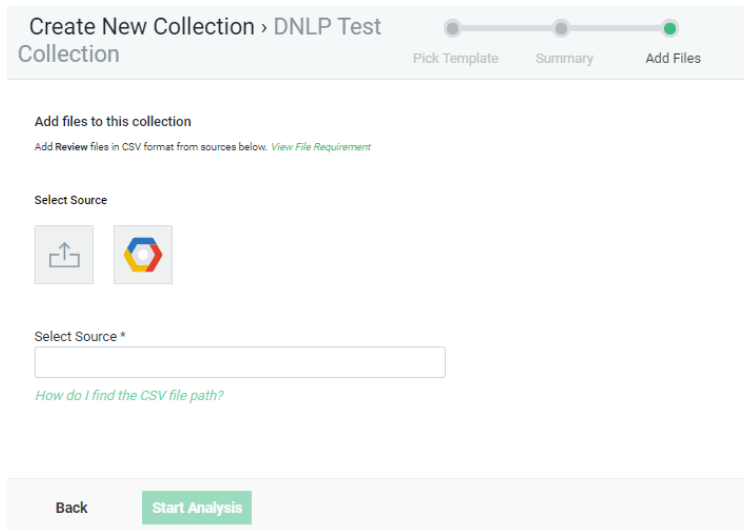 Create New Collection › DNLP Test
Collection
Pick Template
Summary
Add Files
Add files to this collection
Add Review files in CSV format from sources below. View File Requirement
Select Source
Select Source *
How do I find the CSV file path?
Back
Start Analysis